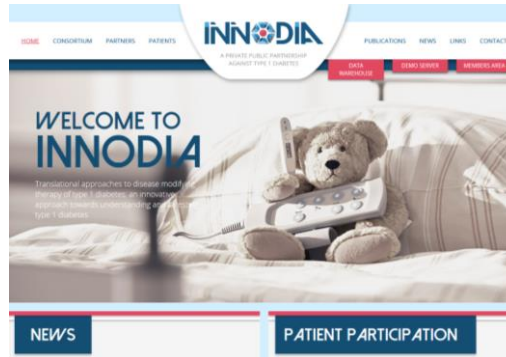 HOME CONSORTIUM PARTNERS PATIENTS
INNODIA
A PRIVATE PUBLIC PARTNERSHIP
AGAINST TYPE 1 DIABETES
PUBLICATIONS NEWS LINKS CONTACT
DATA
WAREHOUSE
DEMO SERVER
MEMBERS AREA
WELCOME TO
INNODIA
Translational approaches to disease modifying
therapy of type 1 diabetes: an innovative
approach towards understanding and
type 1 diabetes
NEWS
PATIENT PARTICIPATION